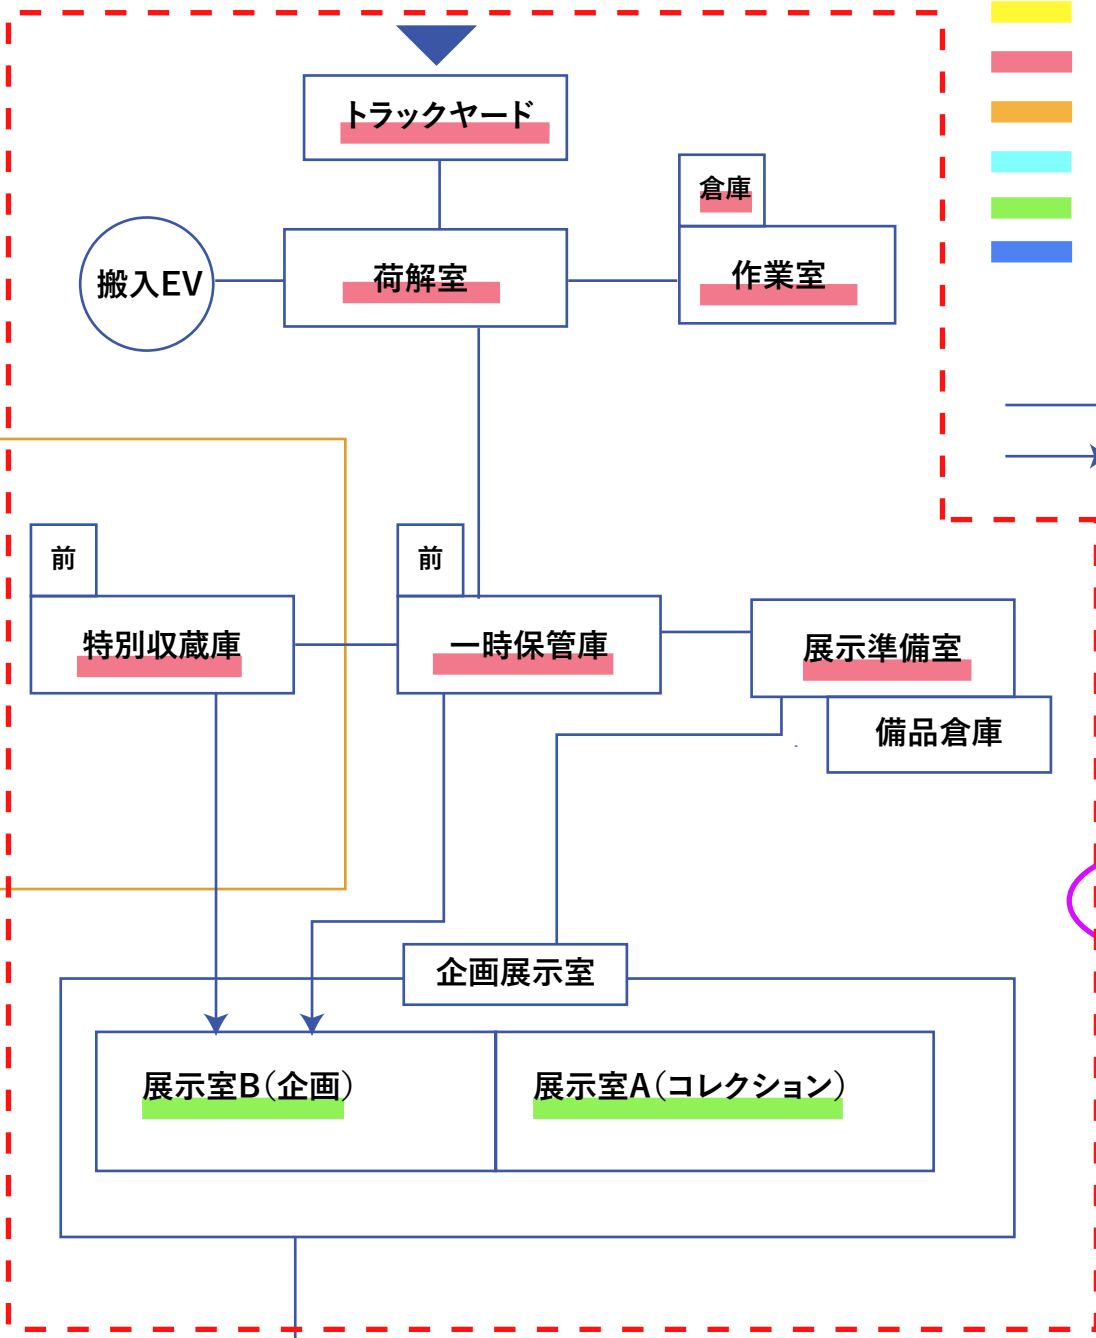 トラックヤード
倉庫
搬入EV
荷解室
作業室
前
前
特別収蔵庫
一時保管庫
展示準備室
備品倉庫
企画展示室
展示室B（企画）
展示室A（コレクション）